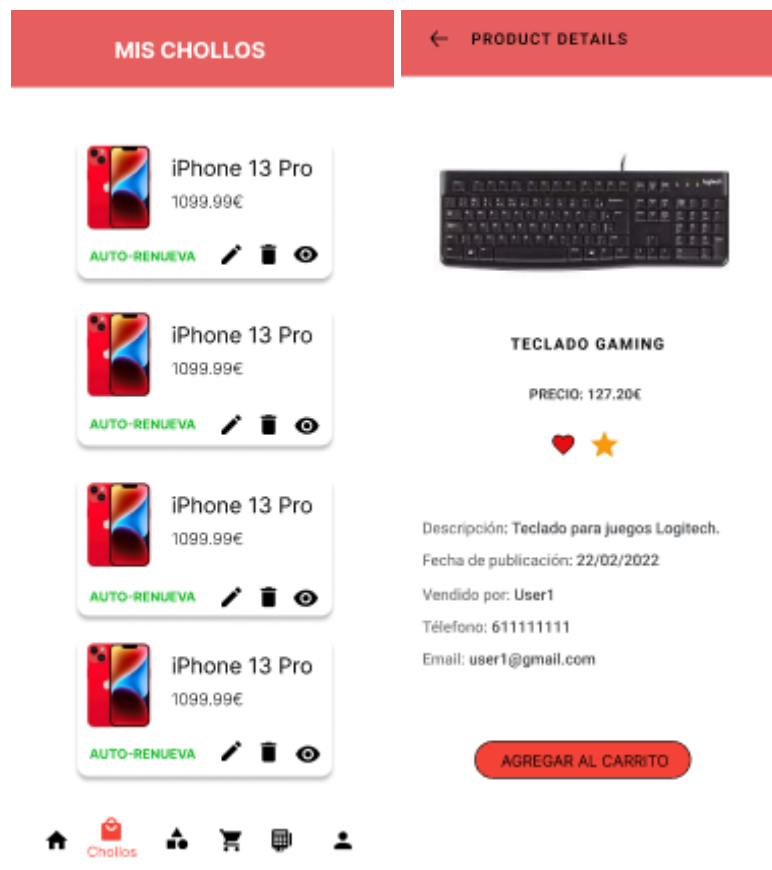 MIS CHOLLOS
iPhone 13 Pro
1099.99€
AUTO-RENUEVA
iPhone 13 Pro
1099.99€
AUTO-RENUEVA
iPhone 13 Pro
1099.99€
AUTO-RENUEVA
iPhone 13 Pro
1099.99€
AUTO-RENUEVA
Chollos
PRODUCT DETAILS
TECLADO GAMING
PRECIO: 127.20€
Descripción: Teclado para juegos Logitech.
Fecha de publicación: 22/02/2022
Vendido por: User1
Télefono: 611111111
Email: user1@gmail.com
AGREGAR AL CARRITO